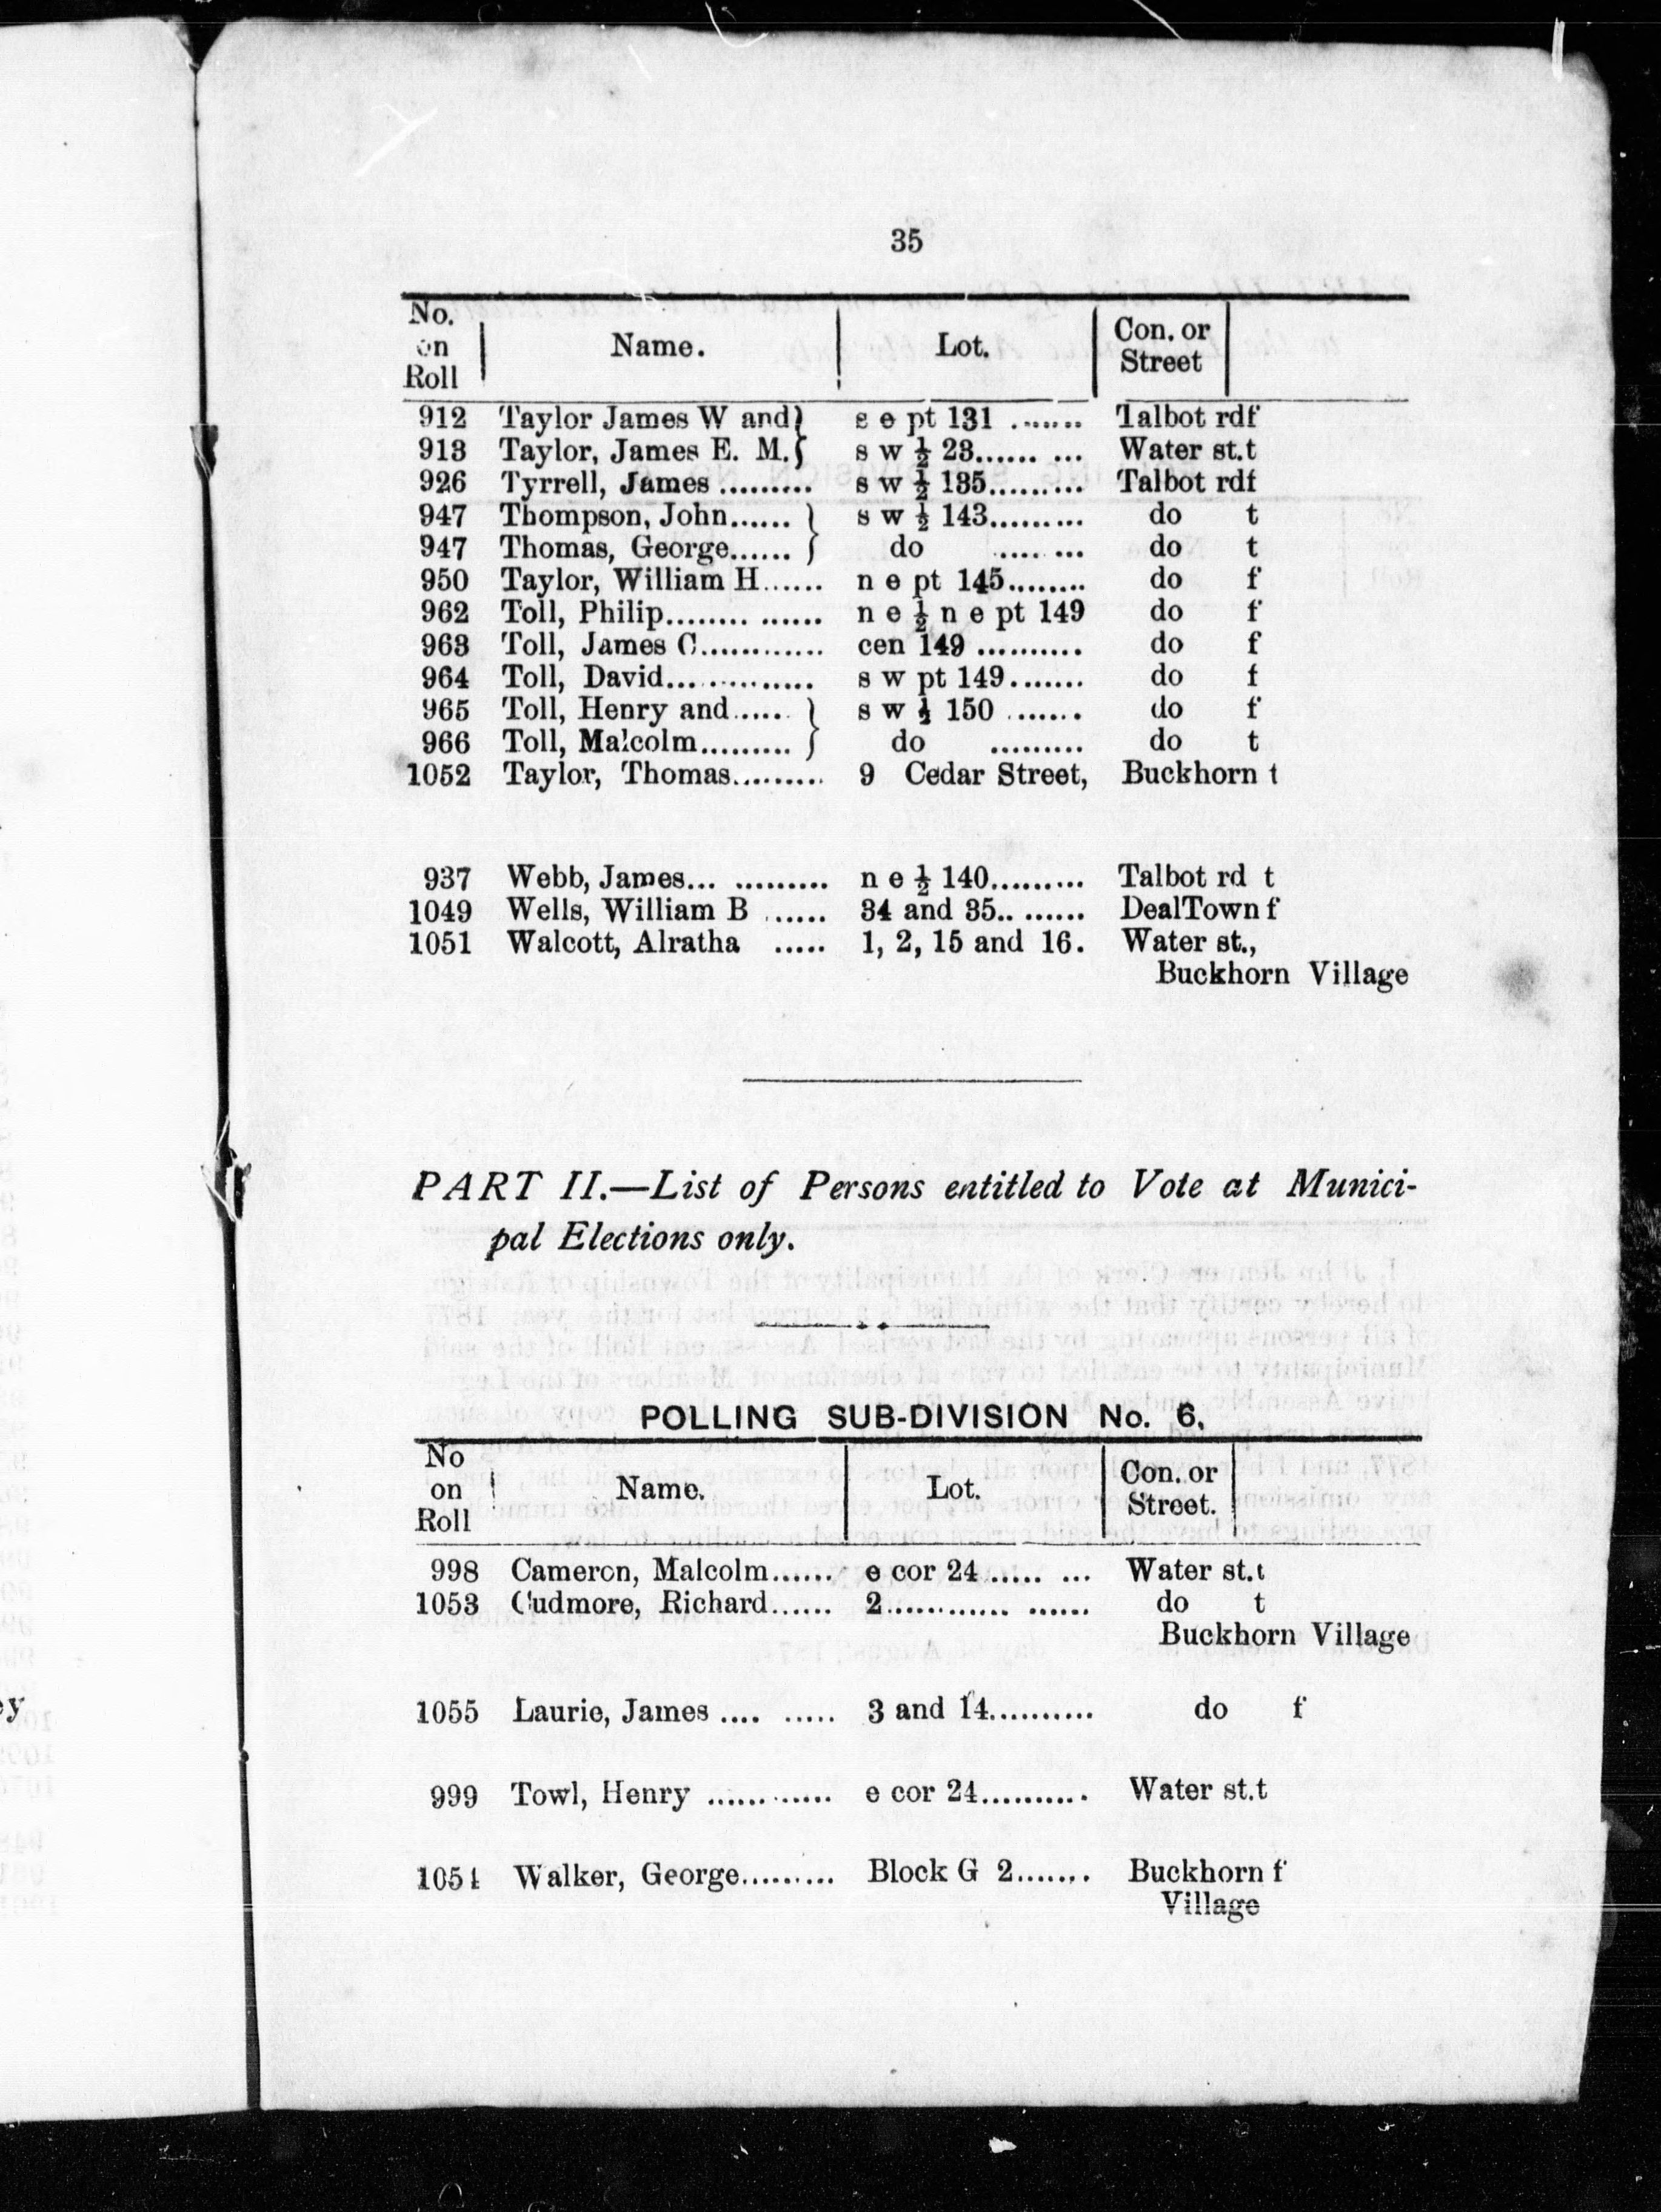 35
No. on Roll | Name. | Lot. | Con. or Street
912 Taylor James W and} s e pt 131 ....... Talbot rd f
913 Taylor, James E. M.} s w ½ 23...... ... Water st. t
926 Tyrrell, James ......... s w ½ 135......... Talbot rd f
947 Thompson, John...... } s w ½ 143......... do t
947 Thomas, George...... } do ..... ... do t
950 Taylor, William H...... n e pt 145........ do f
962 Toll, Philip........ ...... n e ½ n e pt 149 do f
963 Toll, James C............ cen 149 .......... do f
964 Toll, David.............. s w pt 149....... do f
965 Toll, Henry and...... } s w ½ 150 ....... do f
966 Toll, Malcolm......... } do ......... do t
1052 Taylor, Thomas......... 9 Cedar Street, Buckhorn t
937 Webb, James... ......... n e ½ 140......... Talbot rd t
1049 Wells, William B ...... 34 and 35.. ...... DealTown f
1051 Walcott, Alratha ..... 1, 2, 15 and 16. Water st.,
Buckhorn Village
PART II.—List of Persons entitled to Vote at Munici-
pal Elections only.
POLLING SUB-DIVISION No. 6.
No on Roll | Name. | Lot. | Con. or Street.
998 Cameron, Malcolm...... e cor 24 ..... ... Water st. t
1053 Cudmore, Richard...... 2............ ...... do t
Buckhorn Village
1055 Laurie, James .... ..... 3 and 14.......... do f
999 Towl, Henry ............ e cor 24.......... Water st. t
1054 Walker, George......... Block G 2....... Buckhorn f
Village